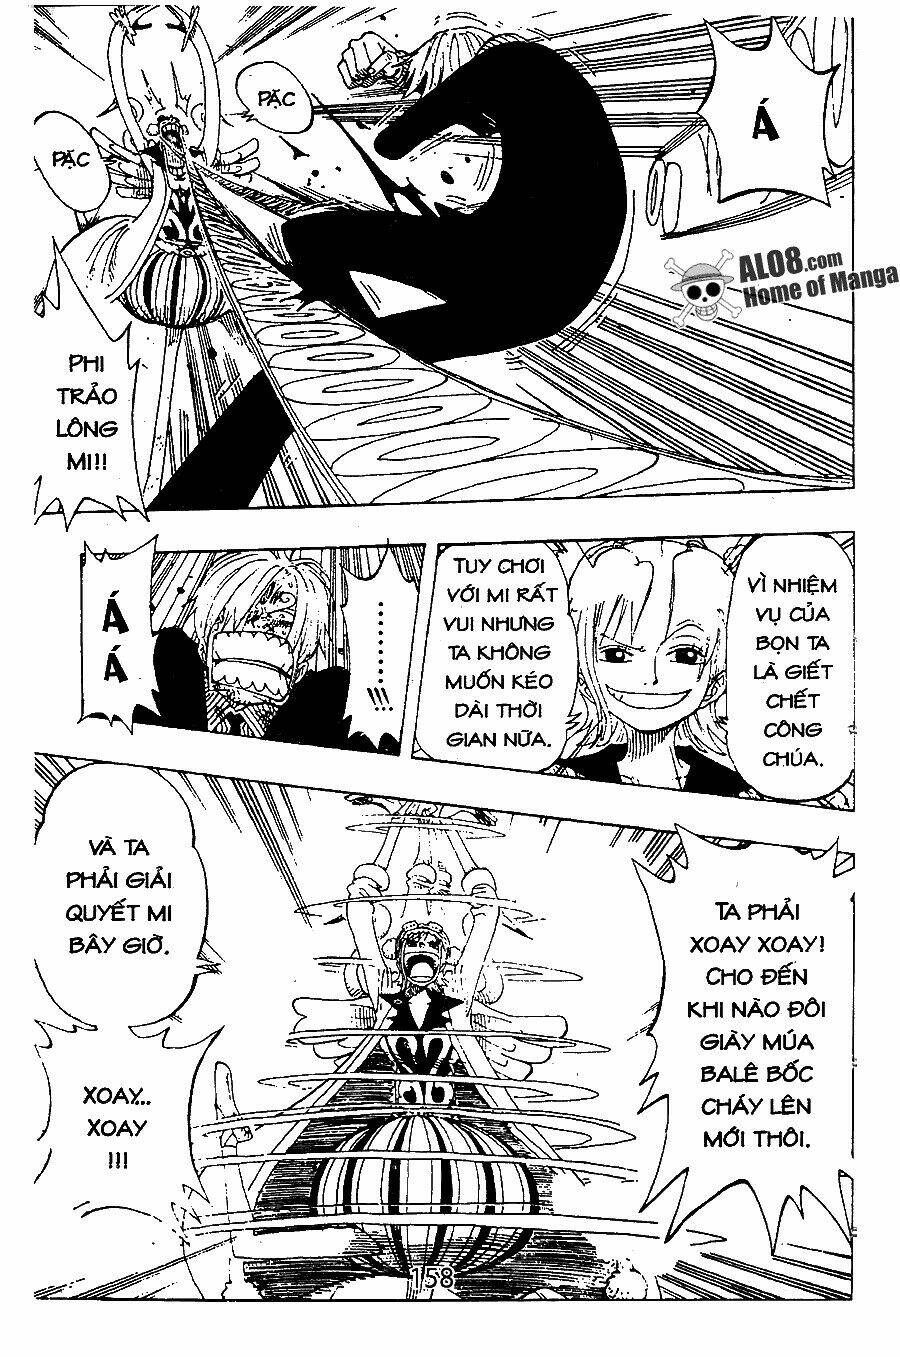 Á
PẶC
PẶC
AL08.com
Home of Manga
PHI
TRẢO
LÔNG
MI!!
VÌ NHIỆM
VỤ CỦA
BỌN TA
LÀ GIẾT
CHẾT
CÔNG
CHÚA.
TUY CHƠI
VỚI MI RẤT
VUI NHƯNG
TA KHÔNG
MUỐN KÉO
DÀI THỜI
GIAN NỮA.
........!!!
Á
Á
TA PHẢI
XOAY XOAY!
CHO ĐẾN
KHI NÀO ĐÔI
GIÀY MÚA
BALÊ BỐC
CHÁY LÊN
MỚI THÔI.
VÀ TA
PHẢI GIẢI
QUYẾT MI
BÂY GIỜ.
XOAY...
XOAY
!!!
158